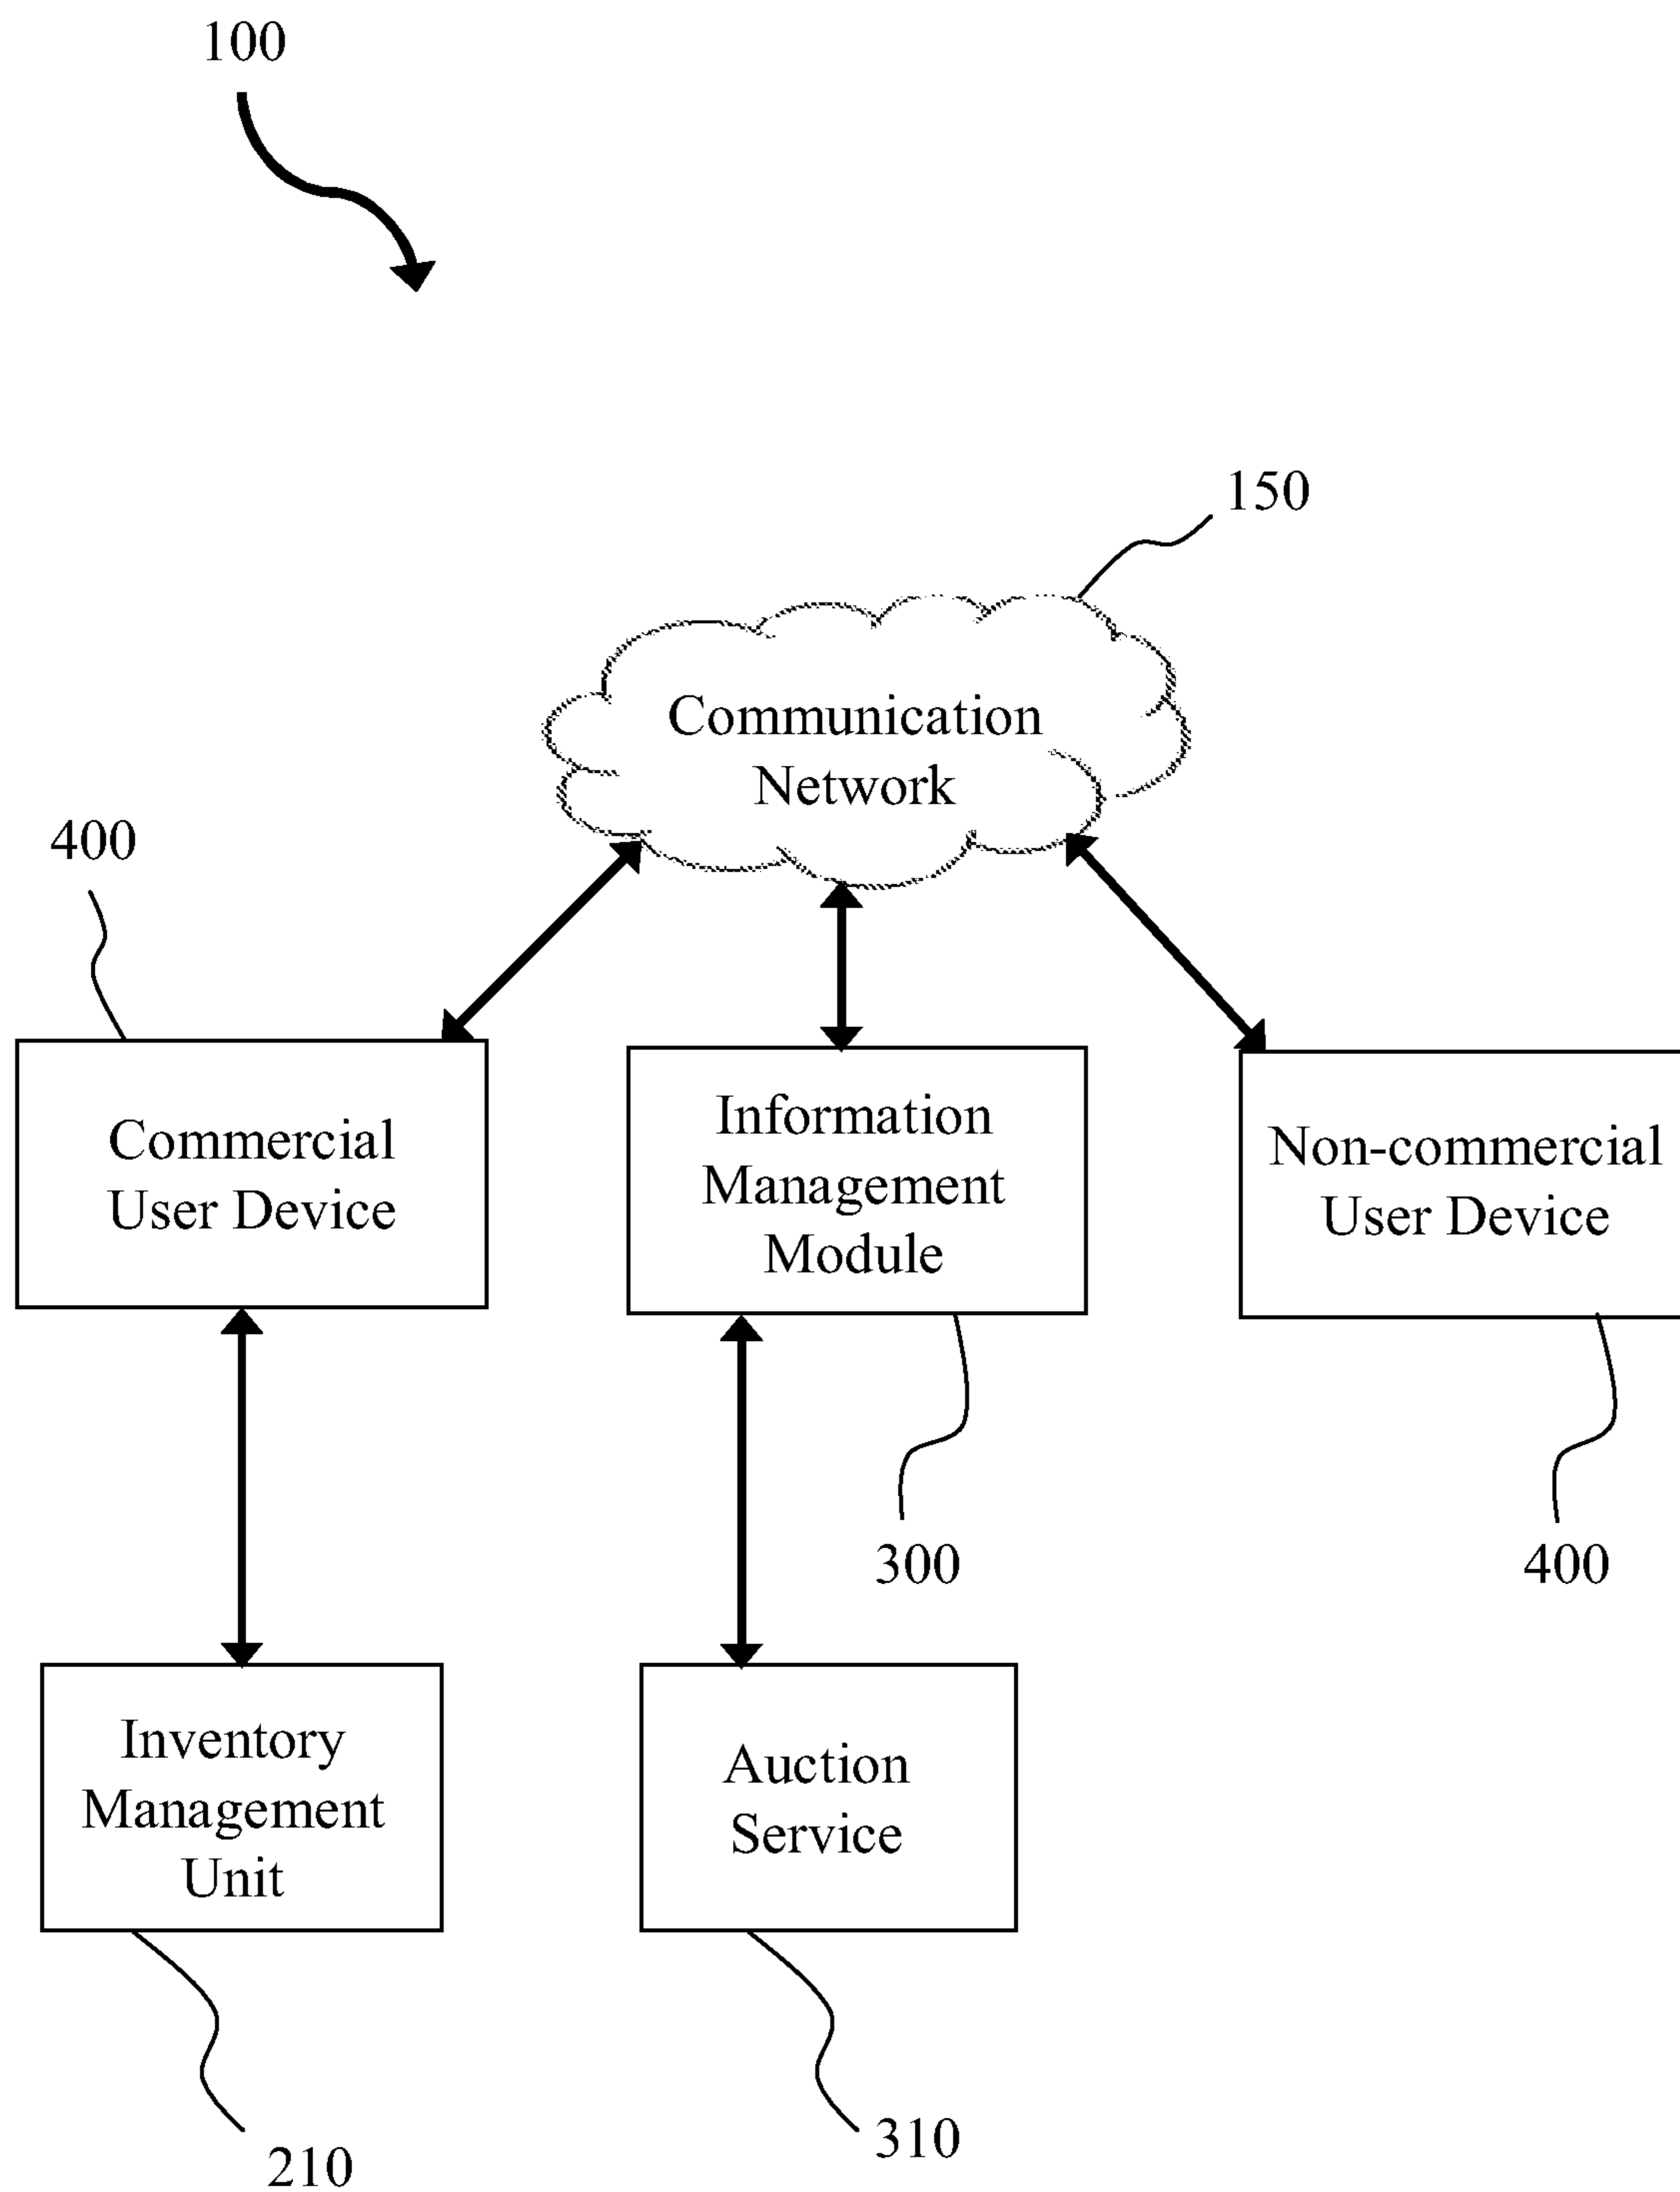 100
150
Communication
Network
400
Commercial
User Device
Information
Management
Module
Non-commercial
User Device
300
400
Inventory
Management
Unit
Auction
Service
210
310